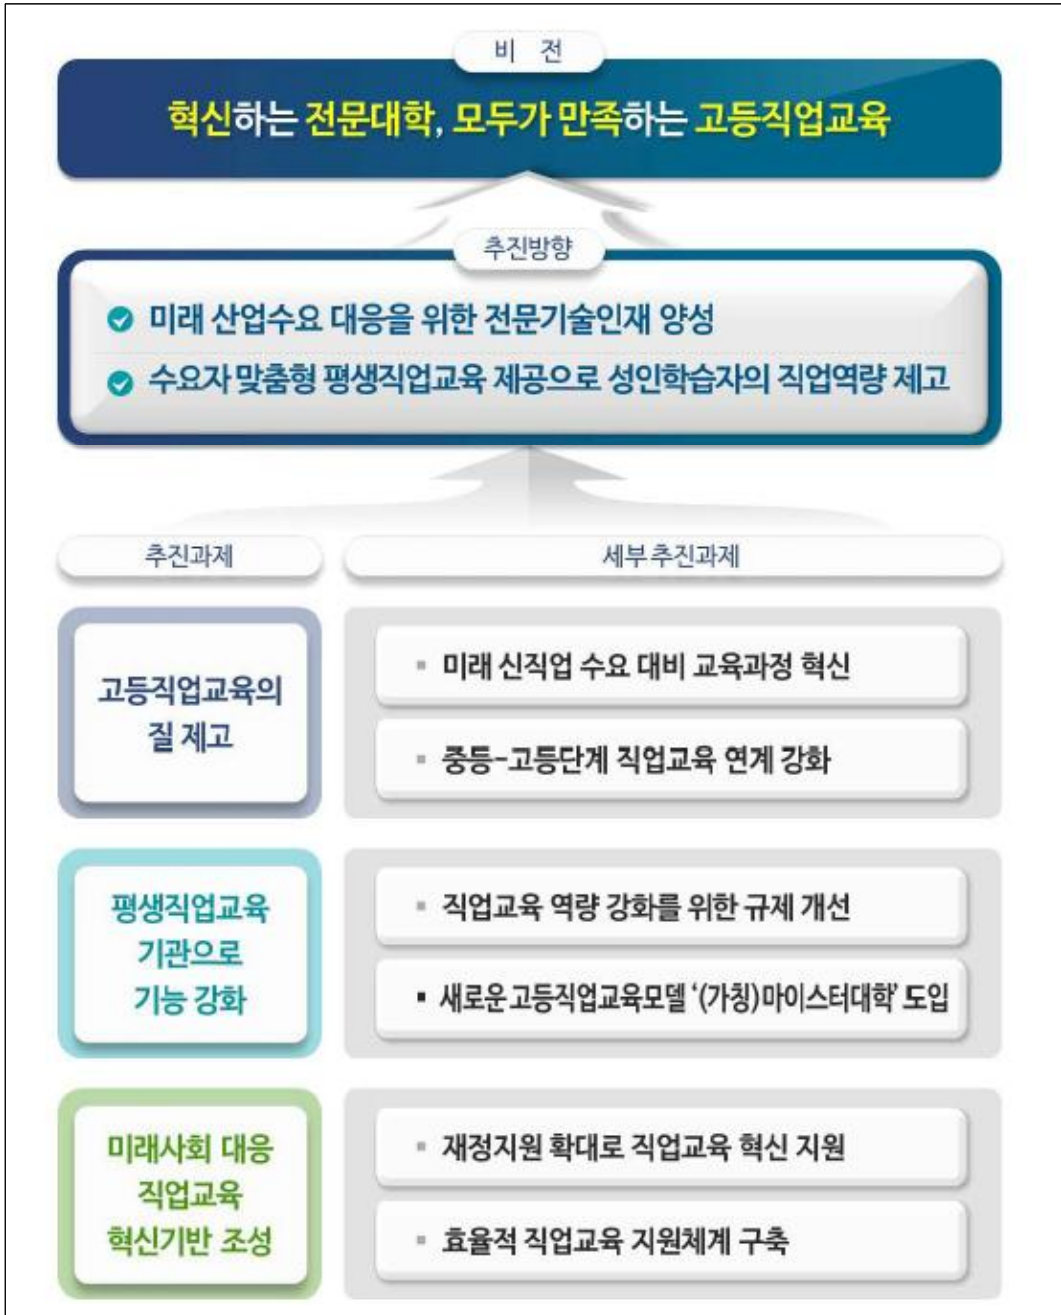 비 전
혁신하는 전문대학, 모두가 만족하는 고등직업교육
추진방향
미래 산업수요 대응을 위한 전문기술인재 양성
수요자 맞춤형 평생직업교육 제공으로 성인학습자의 직업역량 제고
추진과제
세부 추진과제
고등직업교육의
질 제고
▪ 미래 신직업 수요 대비 교육과정 혁신
▪ 중등-고등단계 직업교육 연계 강화
평생직업교육
기관으로
기능 강화
▪ 직업교육 역량 강화를 위한 규제 개선
▪ 새로운 고등직업교육모델 ‘(가칭)마이스터대학’ 도입
미래사회 대응
직업교육
혁신기반 조성
▪ 재정지원 확대로 직업교육 혁신 지원
▪ 효율적 직업교육 지원체계 구축